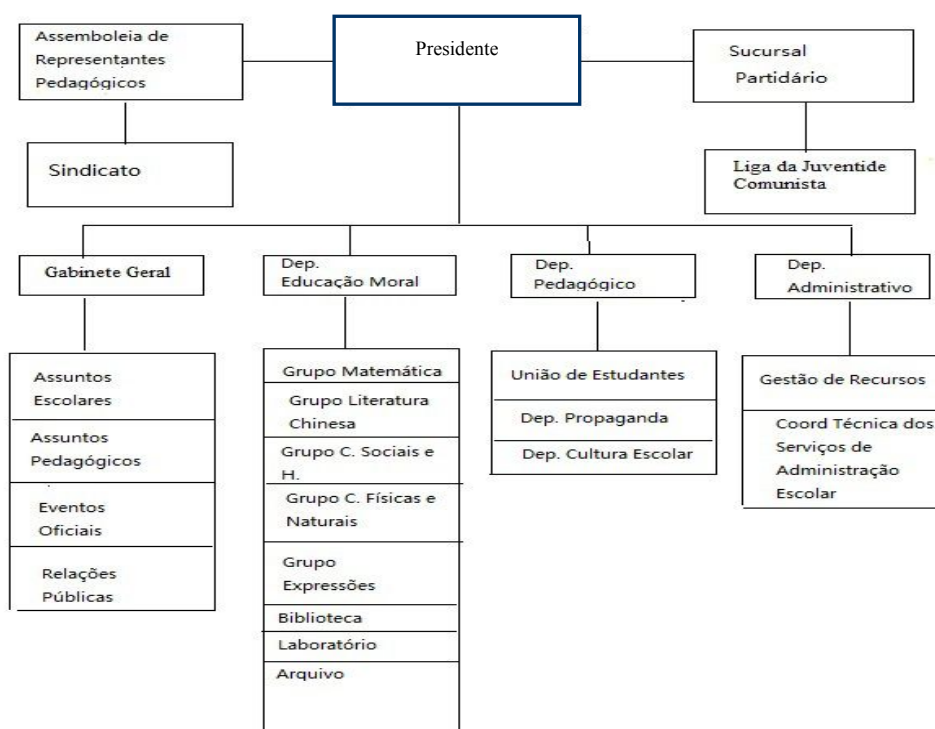 Assemboleia de
Representantes
Pedagógicos
Presidente
Sucursal
Partidário
Sindicato
Liga da Juventide
Comunista
Gabinete Geral
Dep.
Educação Moral
Dep.
Pedagógico
Dep.
Administrativo
Assuntos
Escolares
Assuntos
Pedagógicos
Eventos
Oficiais
Relações
Públicas
Grupo Matemática
Grupo Literatura
Chinesa
Grupo C. Sociais e
H.
Grupo C. Físicas e
Naturais
Grupo
Expressões
Biblioteca
Laboratório
Arquivo
União de Estudantes
Dep. Propaganda
Dep. Cultura Escolar
Gestão de Recursos
Coord Técnica dos
Serviços de
Administração
Escolar